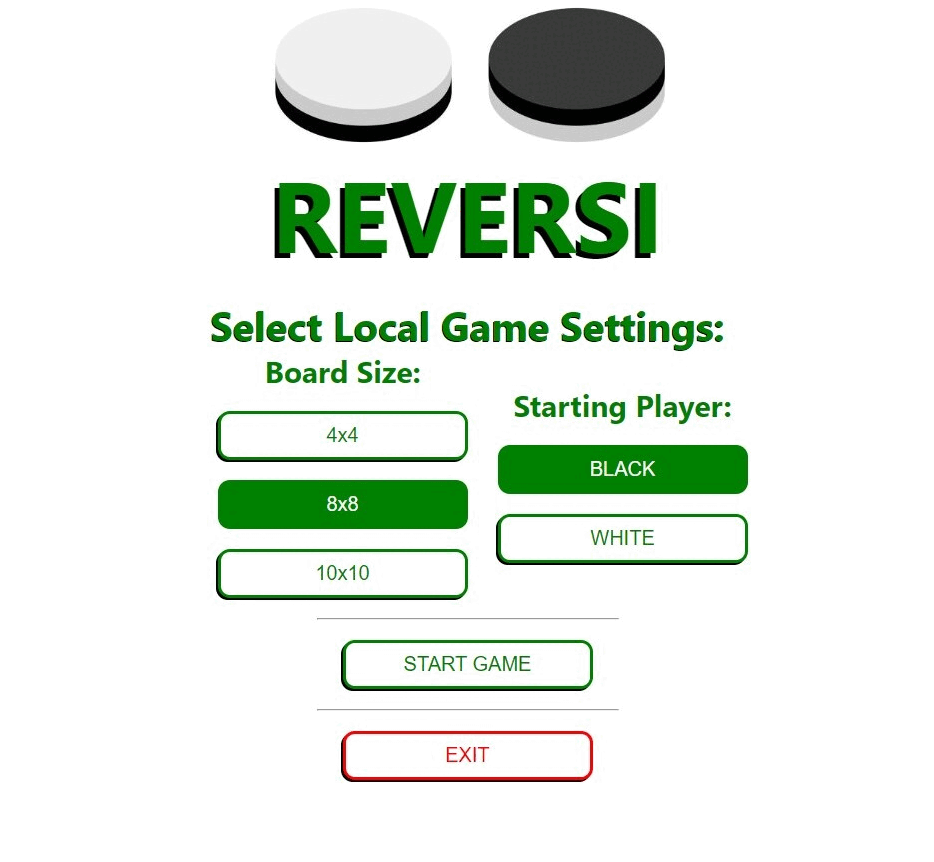 REVERSI
Select Local Game Settings:
Board Size:
4x4
8x8
10x10
Starting Player:
BLACK
WHITE
START GAME
EXIT